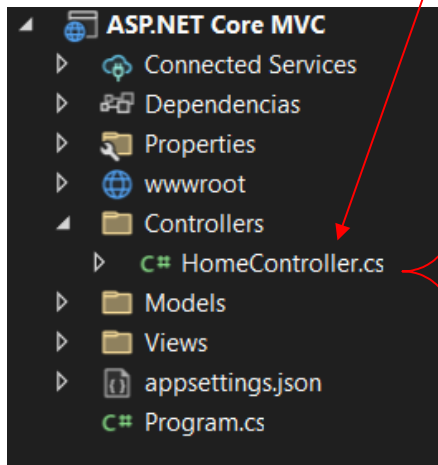 ASP.NET Core MVC
Connected Services
Dependencias
Properties
wwwroot
Controllers
C# HomeController.cs
Models
Views
appsettings.json
C# Program.cs